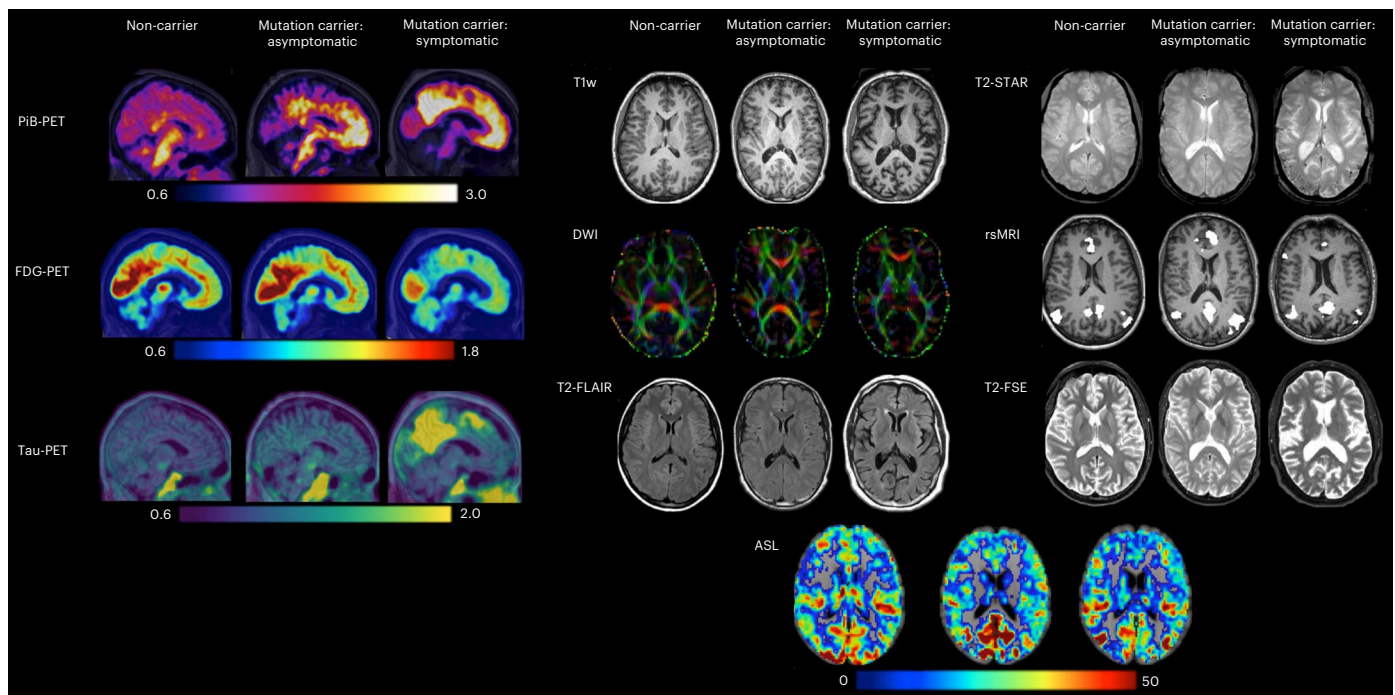 Non-carrier
Mutation carrier:
asymptomatic
Mutation carrier:
symptomatic
PiB-PET
0.6
3.0
FDG-PET
0.6
1.8
Tau-PET
0.6
2.0
Non-carrier
Mutation carrier:
asymptomatic
Mutation carrier:
symptomatic
T1w
DWI
T2-FLAIR
Non-carrier
Mutation carrier:
asymptomatic
Mutation carrier:
symptomatic
T2-STAR
rsMRI
T2-FSE
ASL
0
50